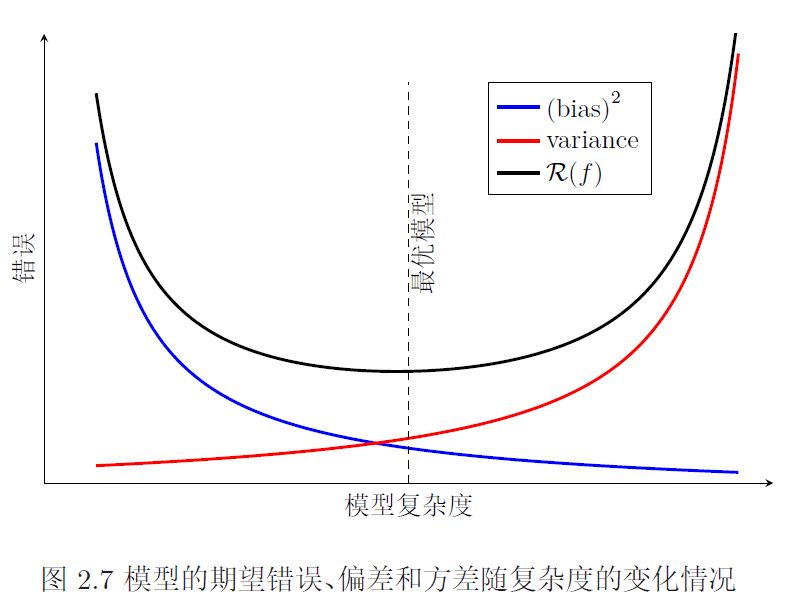 (bias)²
variance
ℛ(f)
最优模型
错误
模型复杂度
图 2.7 模型的期望错误、偏差和方差随复杂度的变化情况